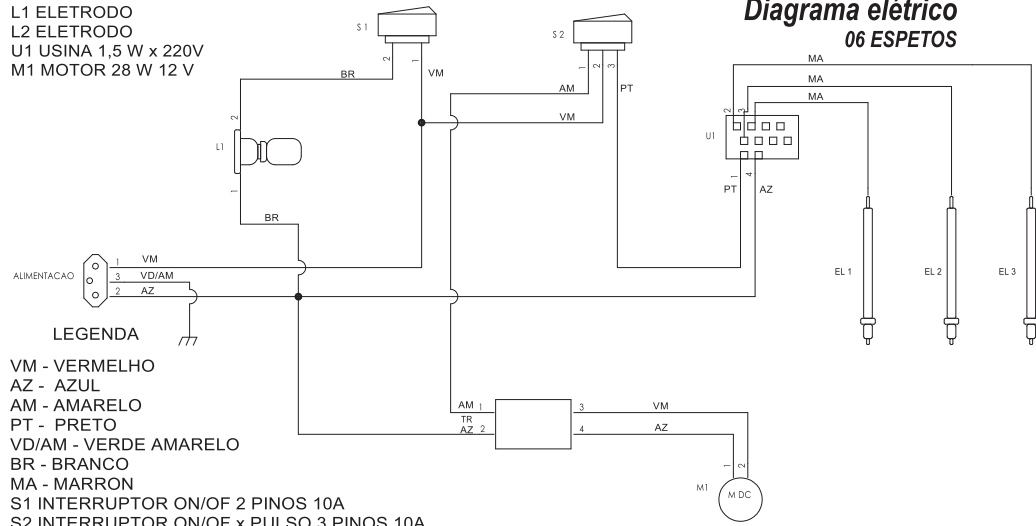 L1 ELETRODO
L2 ELETRODO
U1 USINA 1,5 W x 220V
M1 MOTOR 28 W 12 V
Diagrama elétrico
06 ESPETOS
S 1
2
1
BR
VM
S 2
1
2
3
AM
PT
VM
MA
MA
MA
2
3
U1
1
4
PT
AZ
2
L1
1
BR
ALIMENTACAO
1
VM
3
VD/AM
2
AZ
EL 1
EL 2
EL 3
LEGENDA
VM - VERMELHO
AZ - AZUL
AM - AMARELO
PT - PRETO
VD/AM - VERDE AMARELO
BR - BRANCO
MA - MARRON
S1 INTERRUPTOR ON/OF 2 PINOS 10A
S2 INTERRUPTOR ON/OF x PULSO 3 PINOS 10A
AM 1
TR
AZ 2
3
VM
4
AZ
1
2
M1
M DC